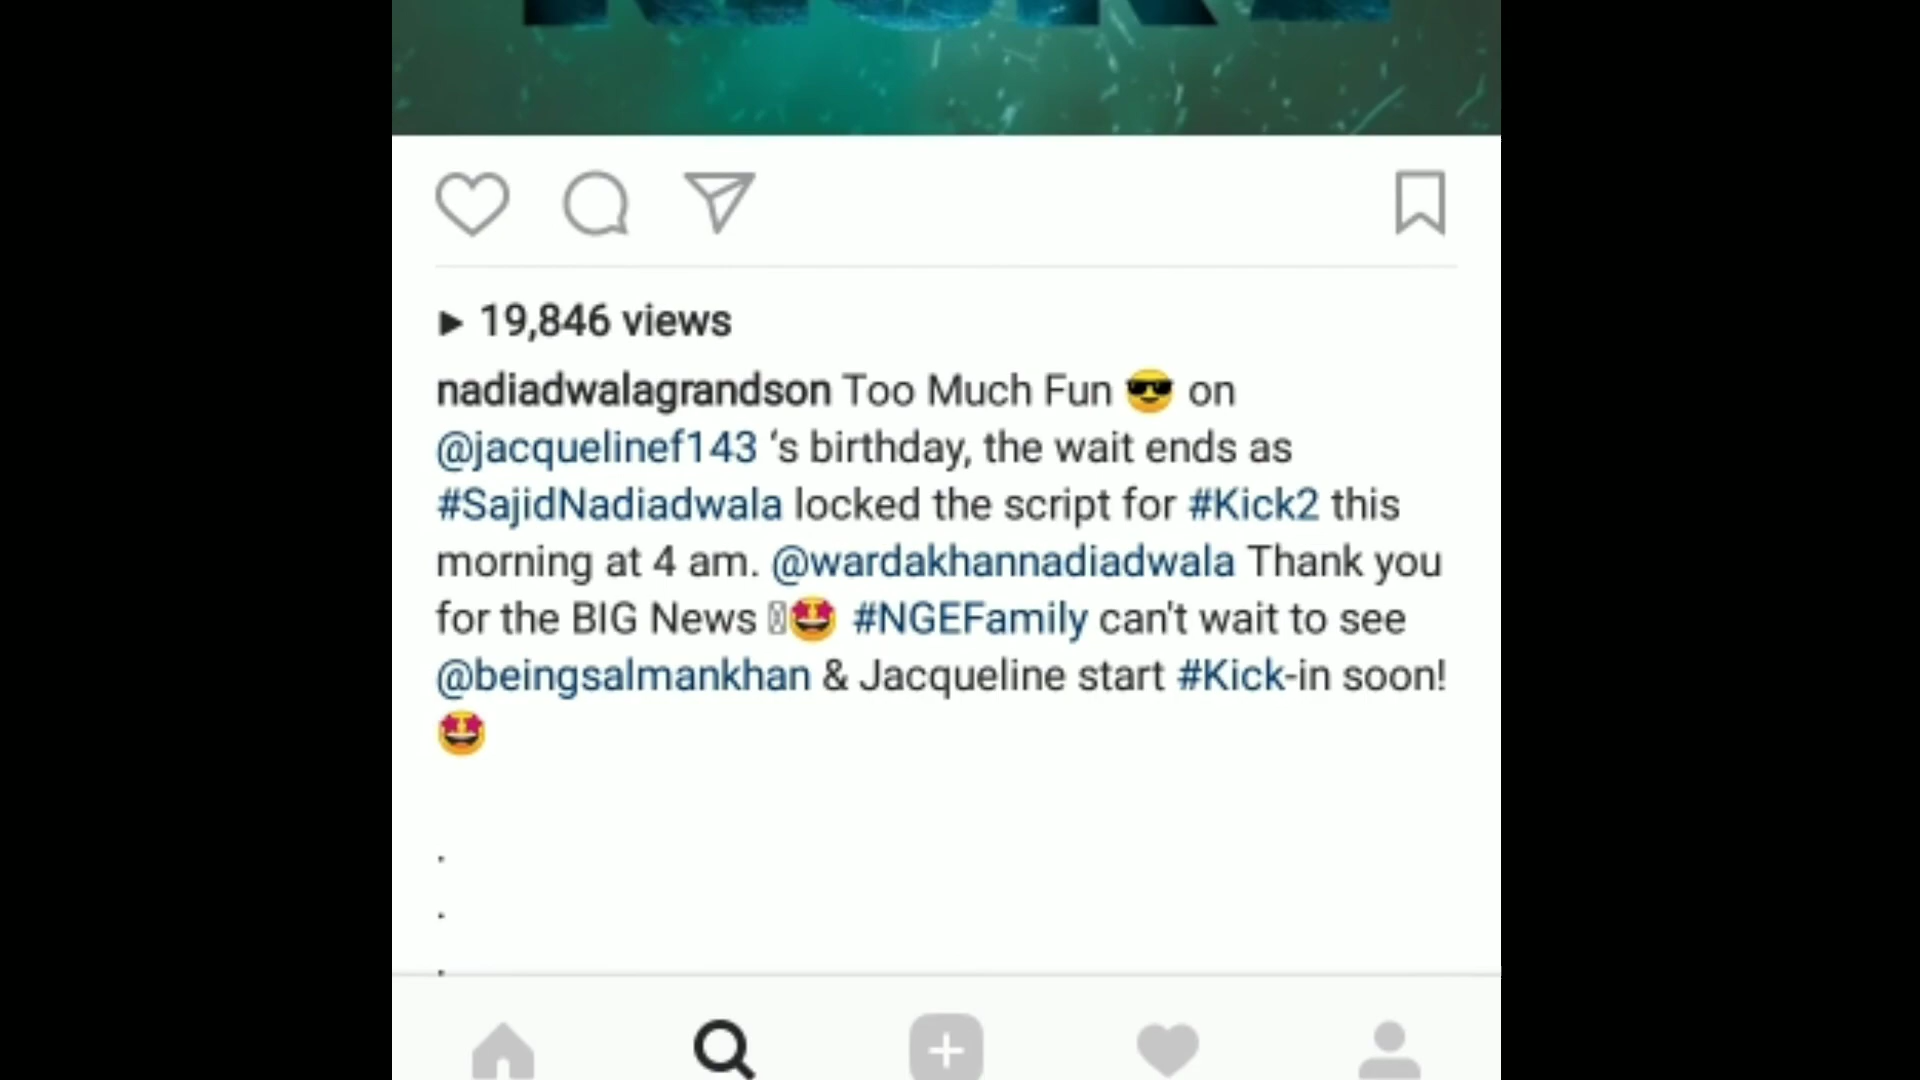 19,846 views
nadiadwalagrandson Too Much Fun 😎 on
@jacquelinef143 ‘s birthday, the wait ends as
#SajidNadiadwala locked the script for #Kick2 this
morning at 4 am. @wardakhannadiadwala Thank you
for the BIG News 🤩 #NGEFamily can't wait to see
@beingsalmankhan & Jacqueline start #Kick-in soon!
🤩
.
.
.